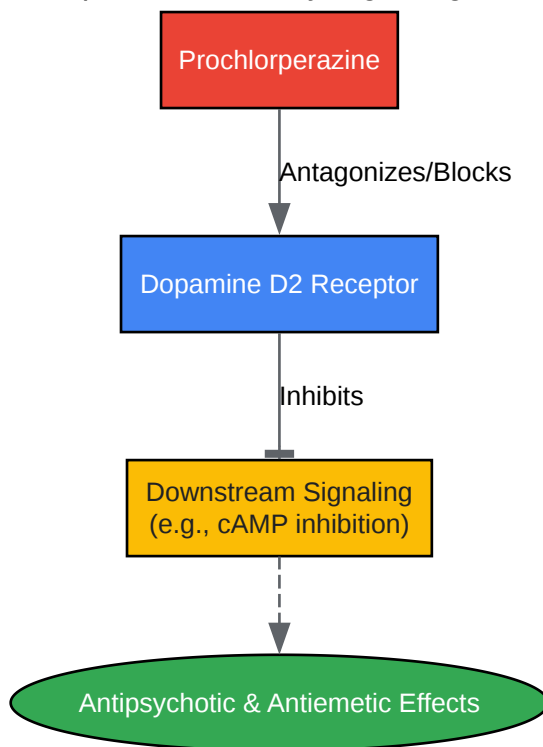 Prochlorperazine
Antagonizes/Blocks
Dopamine D2 Receptor
Inhibits
Downstream Signaling
(e.g., cAMP inhibition)
Antipsychotic & Antiemetic Effects